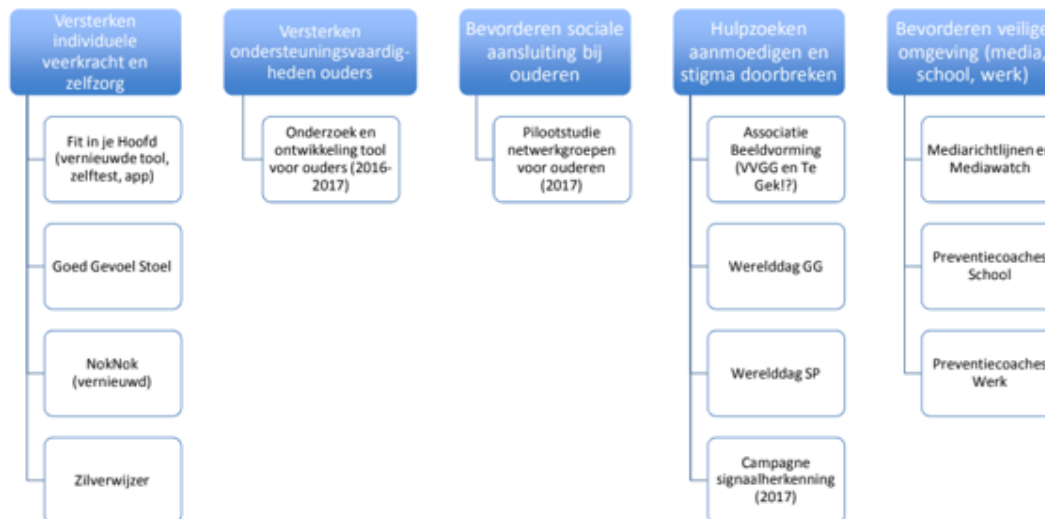 Versterken
individuele
veerkracht en
zelfzorg
Fit in je Hoofd
(vernieuwde tool,
zelftest, app)
Goed Gevoel Stoel
NokNok
(vernieuwd)
Zilverwijzer
Versterken
ondersteuningsvaardig-
heden ouders
Onderzoek en
ontwikkeling tool
voor ouders (2016-
2017)
Bevorderen sociale
aansluiting bij
ouderen
Pilootstudie
netwerkgroepen
voor ouderen
(2017)
Hulpzoeken
aanmoedigen en
stigma doorbreken
Associatie
Beeldvorming
(VVGG en Te
Gek!?)
Werelddag GG
Werelddag SP
Campagne
signaalherkenning
(2017)
Bevorderen veilige
omgeving (media,
school, werk)
Mediarichtlijnen en
Mediawatch
Preventiecoaches
School
Preventiecoaches
Werk